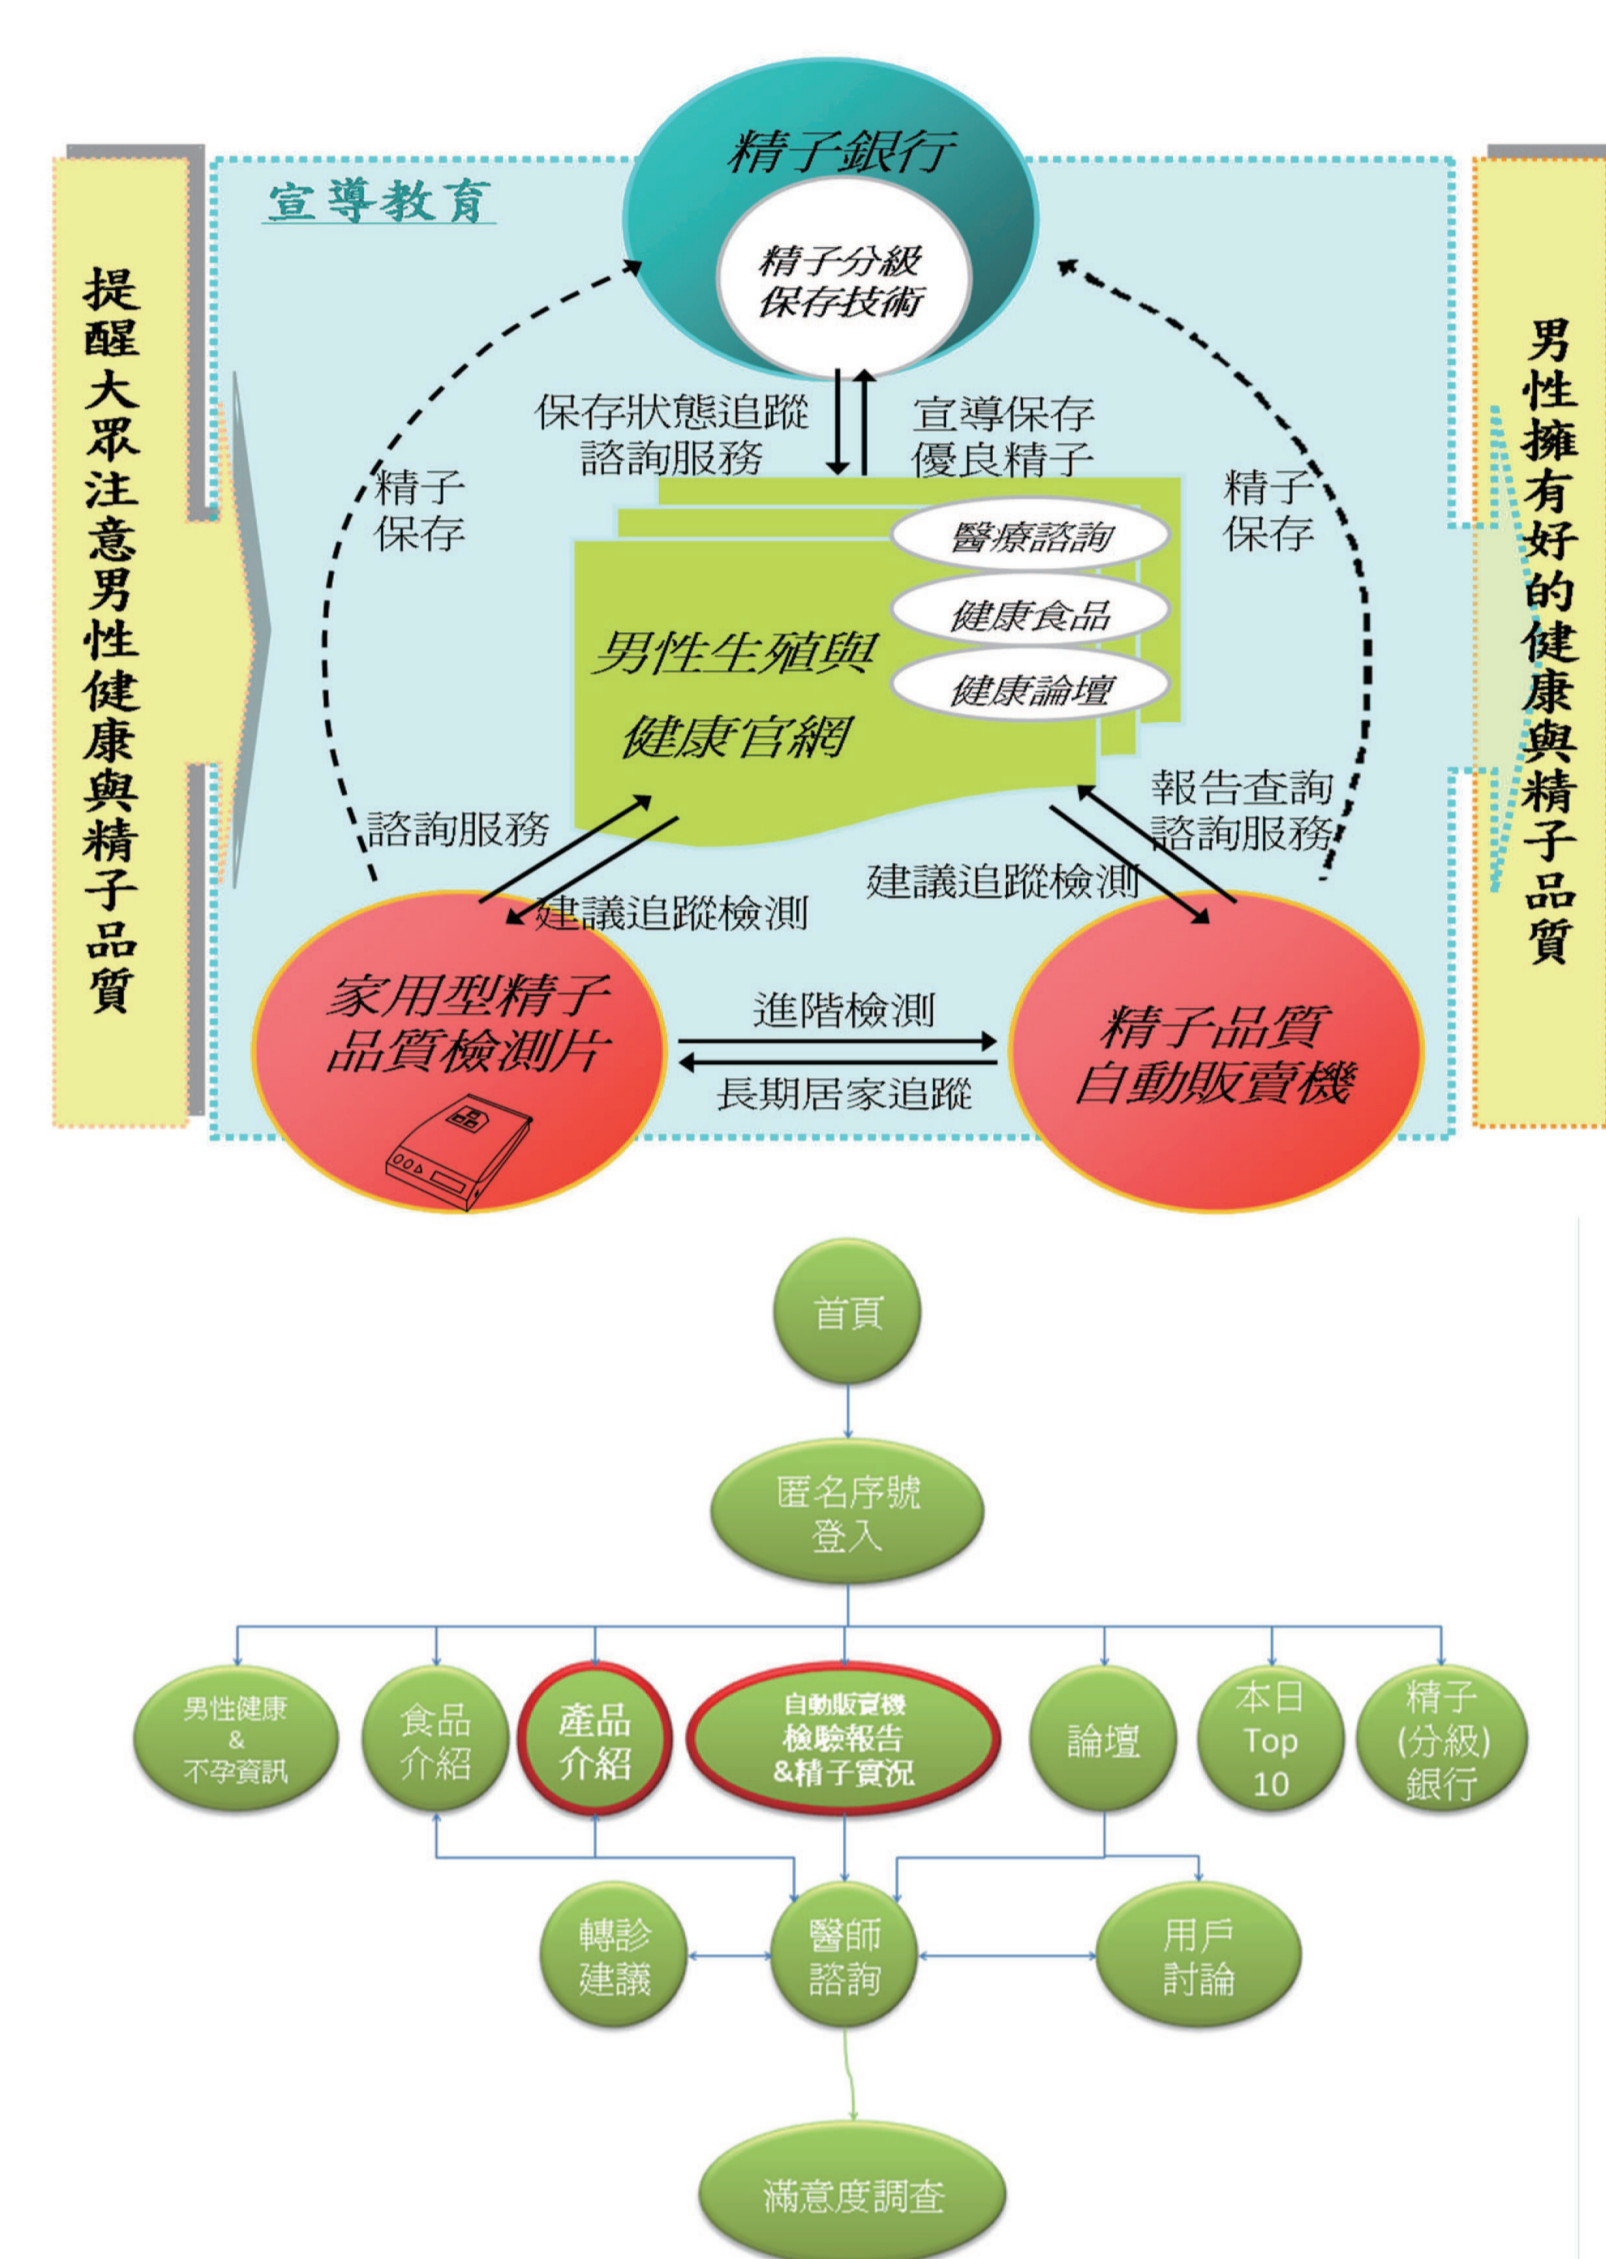 提醒大眾注意男性健康與精子品質
宣導教育
精子銀行
精子分級
保存技術
保存狀態追蹤
諮詢服務
宣導保存
優良精子
精子
保存
精子
保存
醫療諮詢
健康食品
健康論壇
男性生殖與
健康官網
諮詢服務
建議追蹤檢測
報告查詢
諮詢服務
建議追蹤檢測
家用型精子
品質檢測片
進階檢測
長期居家追蹤
精子品質
自動販賣機
男性擁有好的健康與精子品質
首頁
匿名序號
登入
男性健康
&
不孕資訊
食品
介紹
產品
介紹
自動販賣機
檢驗報告
&精子實況
論壇
本日
Top
10
精子
(分級)
銀行
轉診
建議
醫師
諮詢
用戶
討論
滿意度調查